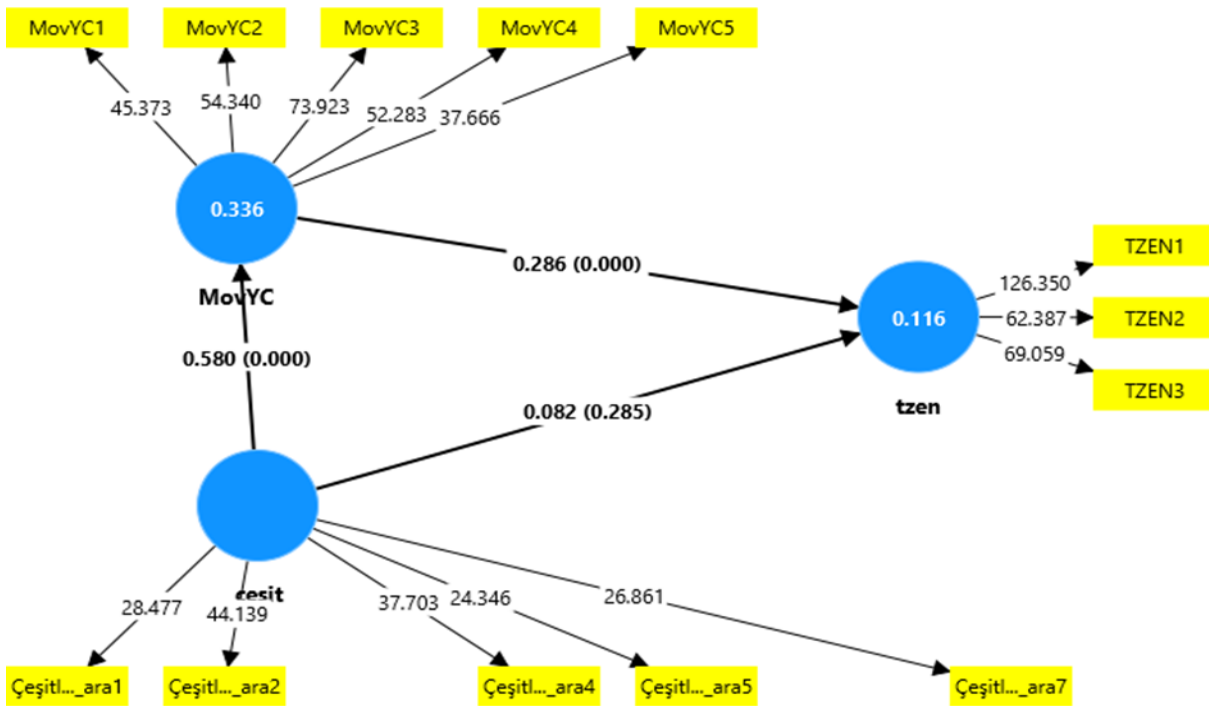 MovYC1 MovYC2 MovYC3 MovYC4 MovYC5
45.373 54.340 73.923 52.283 37.666
0.336
MovYC
0.286 (0.000)
TZEN1
126.350
0.116
62.387
TZEN2
69.059
TZEN3
tzen
0.580 (0.000)
0.082 (0.285)
cesit
28.477 44.139 37.703 24.346 26.861
Çeşitl..._ara1 Çeşitl..._ara2 Çeşitl..._ara4 Çeşitl..._ara5 Çeşitl..._ara7